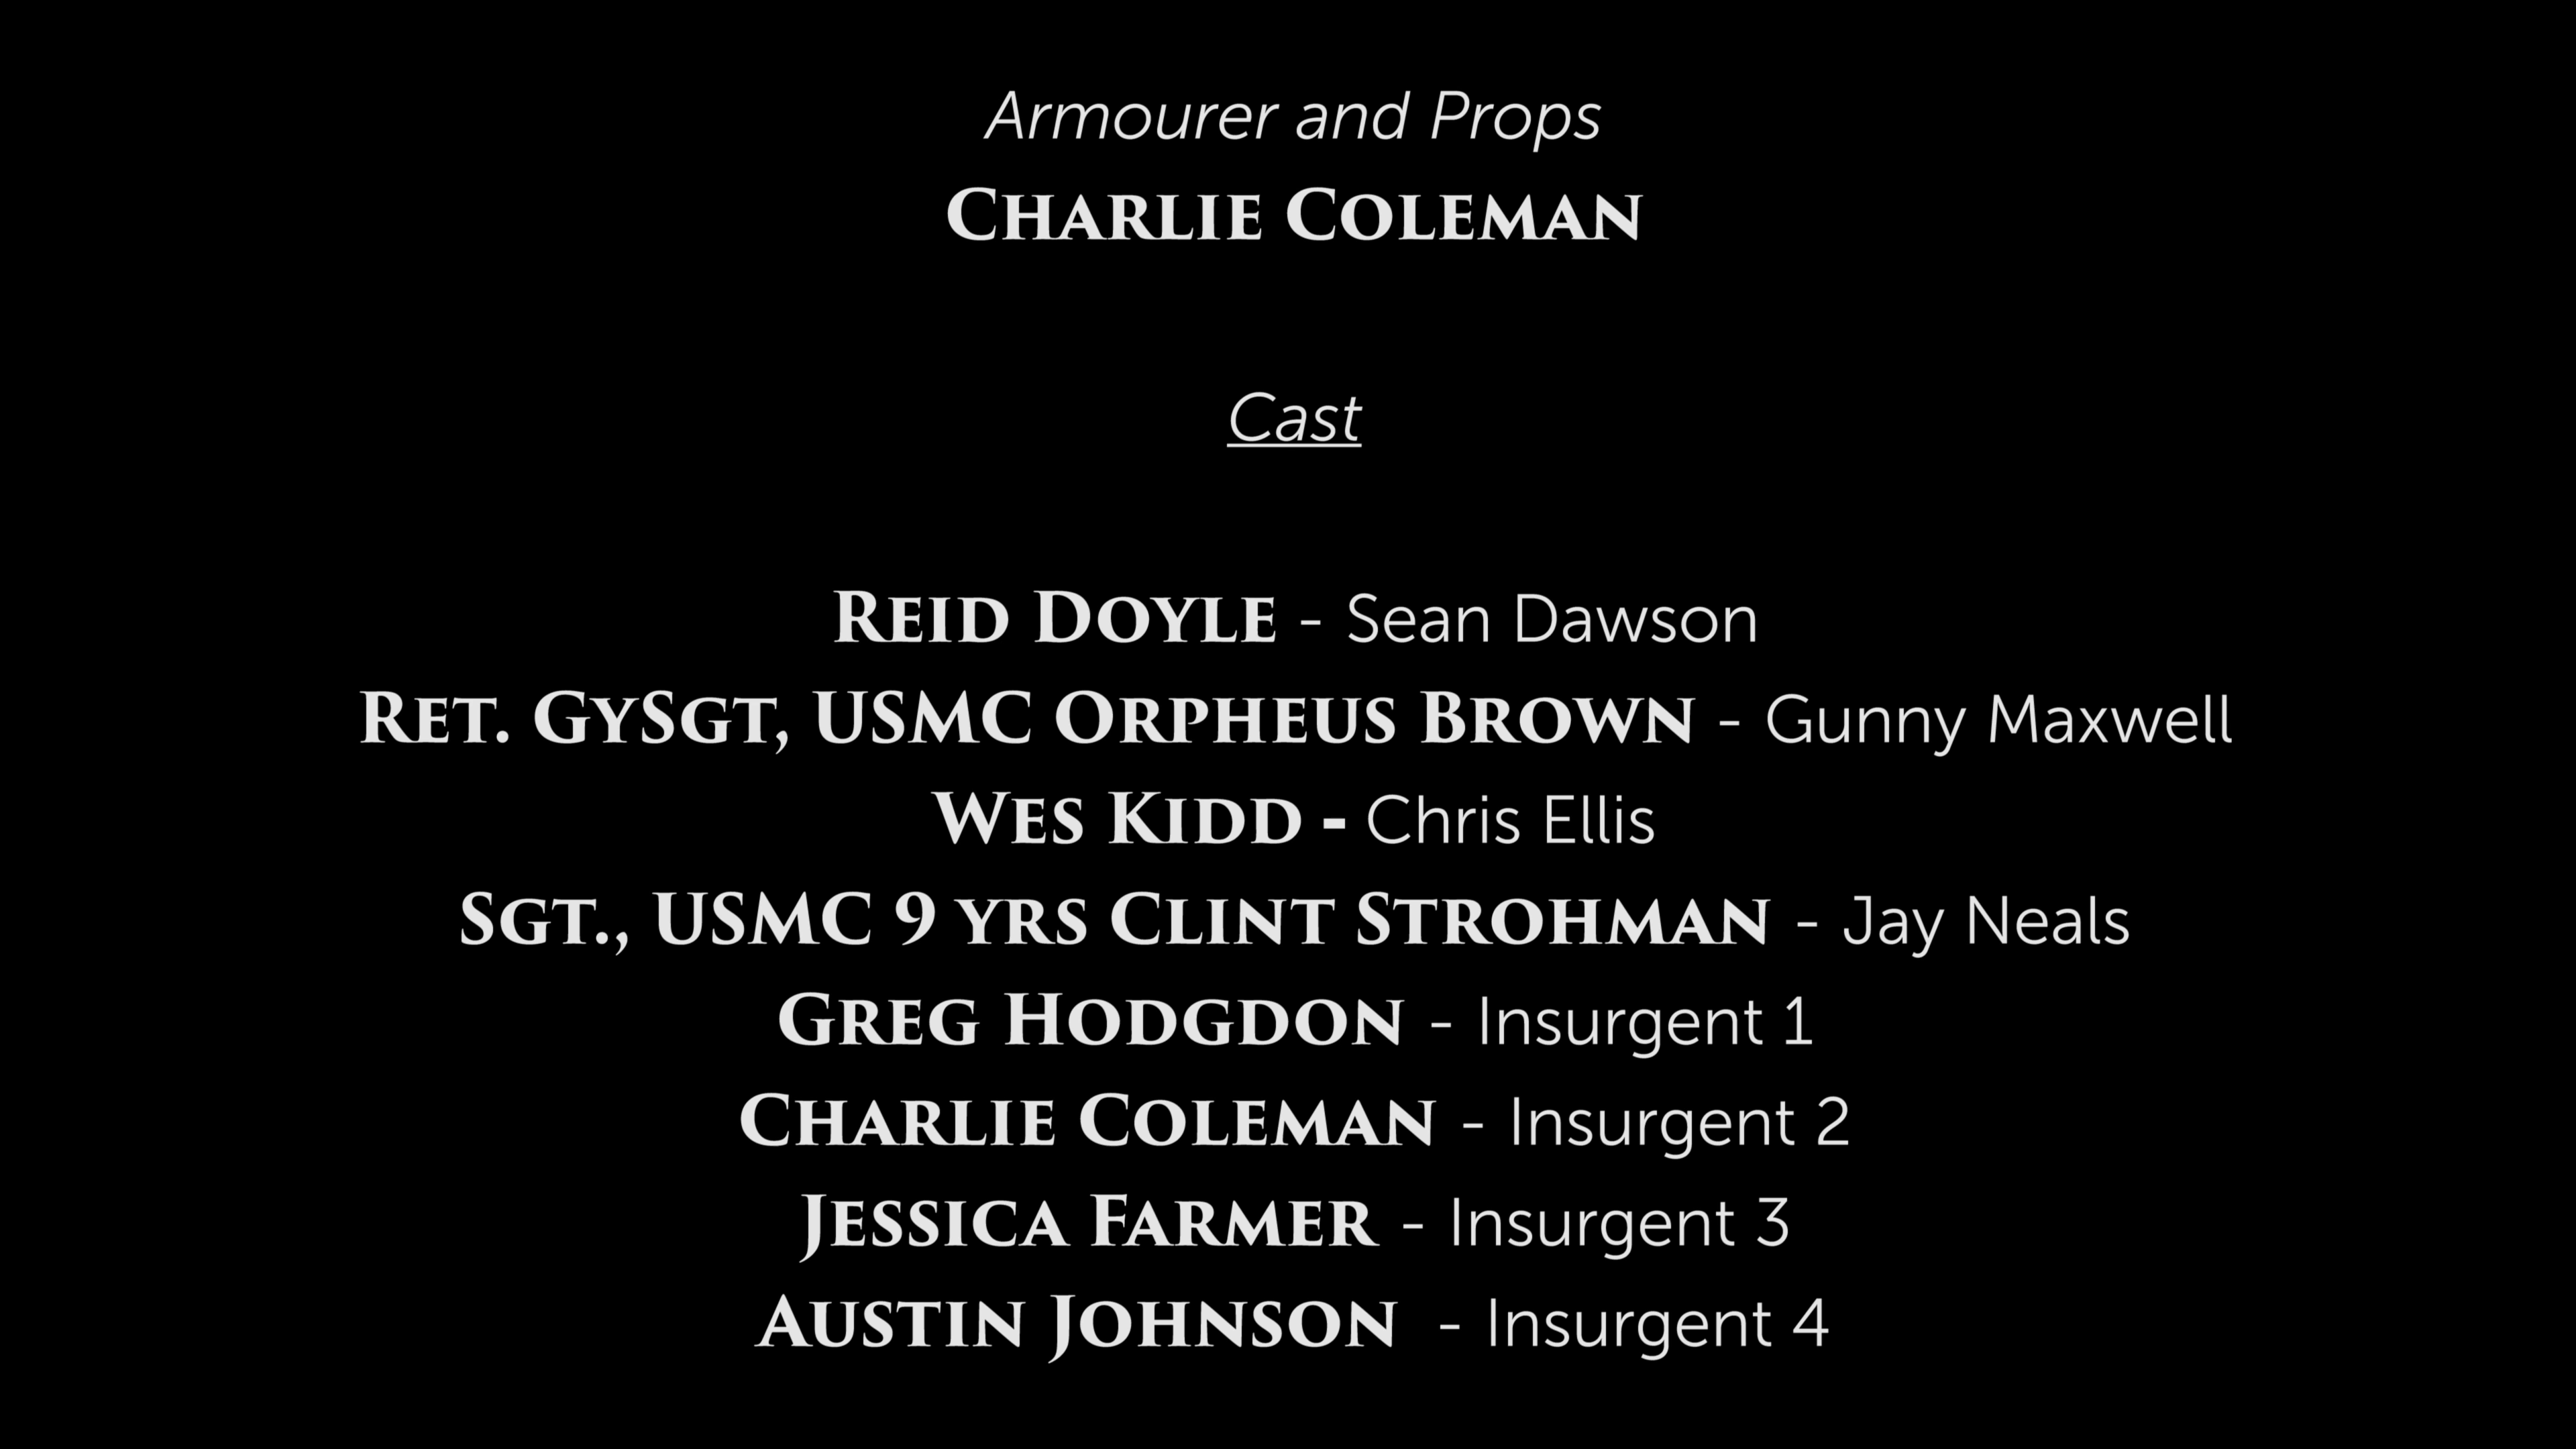 Armourer and Props
Charlie Coleman
Cast
Reid Doyle - Sean Dawson
Ret. GySgt, USMC Orpheus Brown - Gunny Maxwell
Wes Kidd - Chris Ellis
Sgt., USMC 9 yrs Clint Strohman - Jay Neals
Greg Hodgdon - Insurgent 1
Charlie Coleman - Insurgent 2
Jessica Farmer - Insurgent 3
Austin Johnson - Insurgent 4